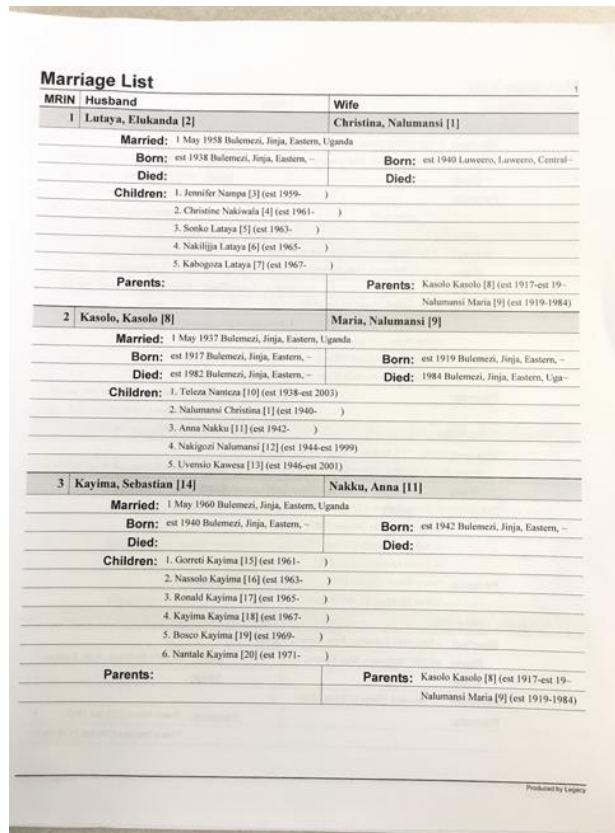 Marriage List
1
MRIN Husband Wife
1 Lutaya, Elukanda [2] Christina, Nalumansi [1]
Married: 1 May 1958 Bulemezi, Jinja, Eastern, Uganda
Born: est 1938 Bulemezi, Jinja, Eastern, ~ Born: est 1940 Luweero, Luweero, Central~
Died: Died:
Children: 1. Jennifer Nampa [3] (est 1959- )
2. Christine Nakiwala [4] (est 1961- )
3. Sonko Lataya [5] (est 1963- )
4. Nakilijja Lataya [6] (est 1965- )
5. Kabogoza Lataya [7] (est 1967- )
Parents: Parents: Kasolo Kasolo [8] (est 1917-est 19~
Nalumansi Maria [9] (est 1919-1984)
2 Kasolo, Kasolo [8] Maria, Nalumansi [9]
Married: 1 May 1937 Bulemezi, Jinja, Eastern, Uganda
Born: est 1917 Bulemezi, Jinja, Eastern, ~ Born: est 1919 Bulemezi, Jinja, Eastern, ~
Died: est 1982 Bulemezi, Jinja, Eastern, ~ Died: 1984 Bulemezi, Jinja, Eastern, Uga~
Children: 1. Teleza Nanteza [10] (est 1938-est 2003)
2. Nalumansi Christina [1] (est 1940- )
3. Anna Nakku [11] (est 1942- )
4. Nakigozi Nalumansi [12] (est 1944-est 1999)
5. Uvensio Kawesa [13] (est 1946-est 2001)
3 Kayima, Sebastian [14] Nakku, Anna [11]
Married: 1 May 1960 Bulemezi, Jinja, Eastern, Uganda
Born: est 1940 Bulemezi, Jinja, Eastern, ~ Born: est 1942 Bulemezi, Jinja, Eastern, ~
Died: Died:
Children: 1. Gorreti Kayima [15] (est 1961- )
2. Nassolo Kayima [16] (est 1963- )
3. Ronald Kayima [17] (est 1965- )
4. Kayima Kayima [18] (est 1967- )
5. Bosco Kayima [19] (est 1969- )
6. Nantale Kayima [20] (est 1971- )
Parents: Parents: Kasolo Kasolo [8] (est 1917-est 19~
Nalumansi Maria [9] (est 1919-1984)
Produced by Legacy